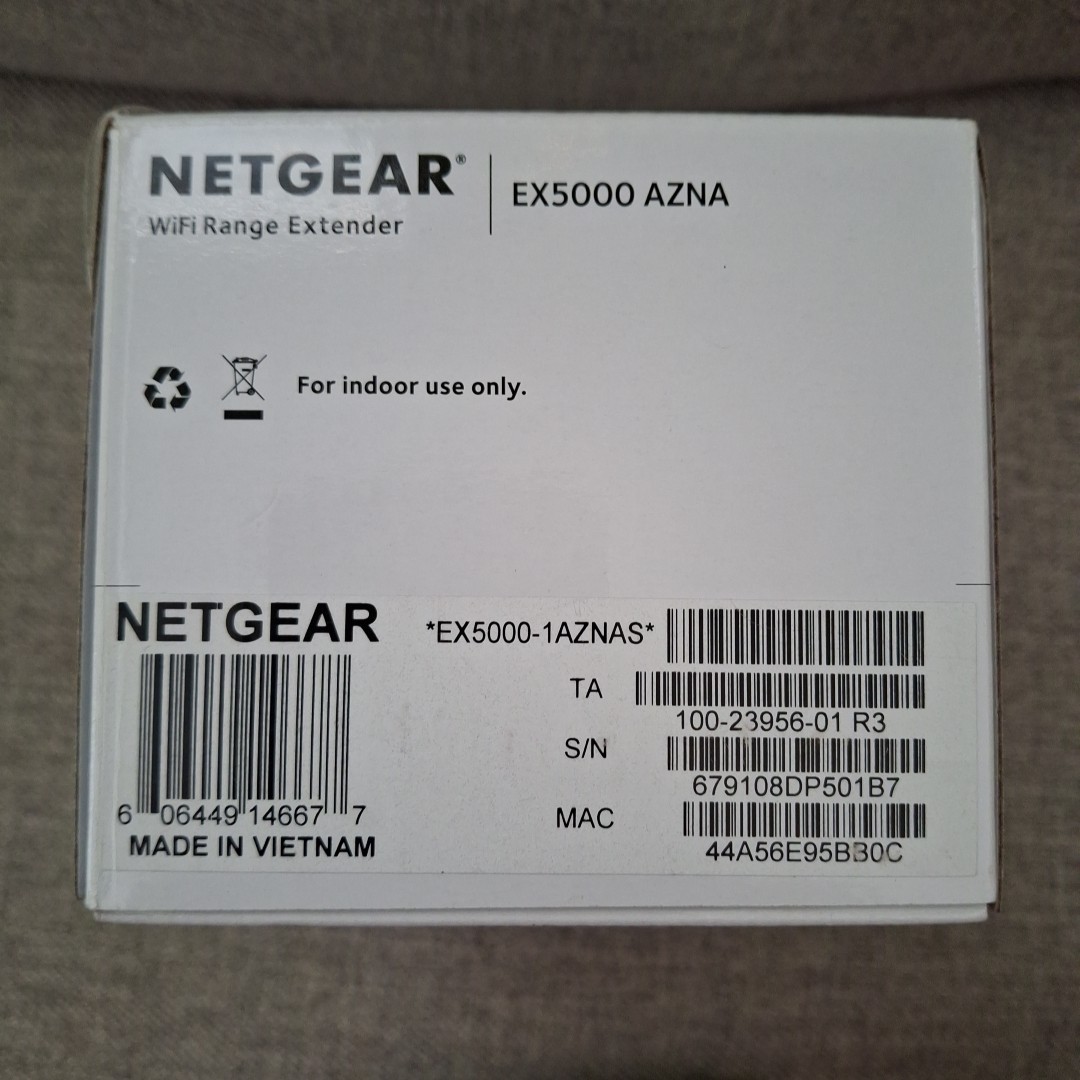 NETGEAR®
WiFi Range Extender
EX5000 AZNA
For indoor use only.
NETGEAR
6 06449 14667 7
MADE IN VIETNAM
*EX5000-1AZNAS*
TA
100-23956-01 R3
S/N
679108DP501B7
MAC
44A56E95BB0C